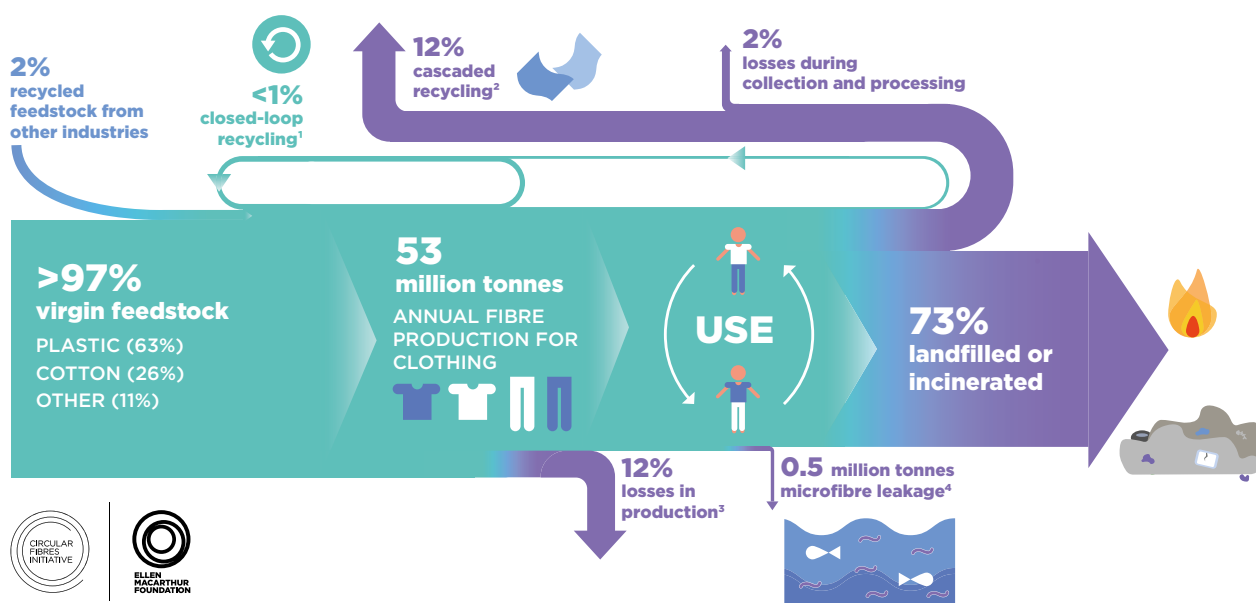 2%
recycled
feedstock from
other industries
<1%
closed-loop
recycling¹
12%
cascaded
recycling²
2%
losses during
collection and processing
>97%
virgin feedstock
PLASTIC (63%)
COTTON (26%)
OTHER (11%)
53
million tonnes
ANNUAL FIBRE
PRODUCTION FOR
CLOTHING
USE
73%
landfilled or
incinerated
12%
losses in
production³
0.5 million tonnes
microfibre leakage⁴
CIRCULAR
FIBRES
INITIATIVE
ELLEN
MACARTHUR
FOUNDATION